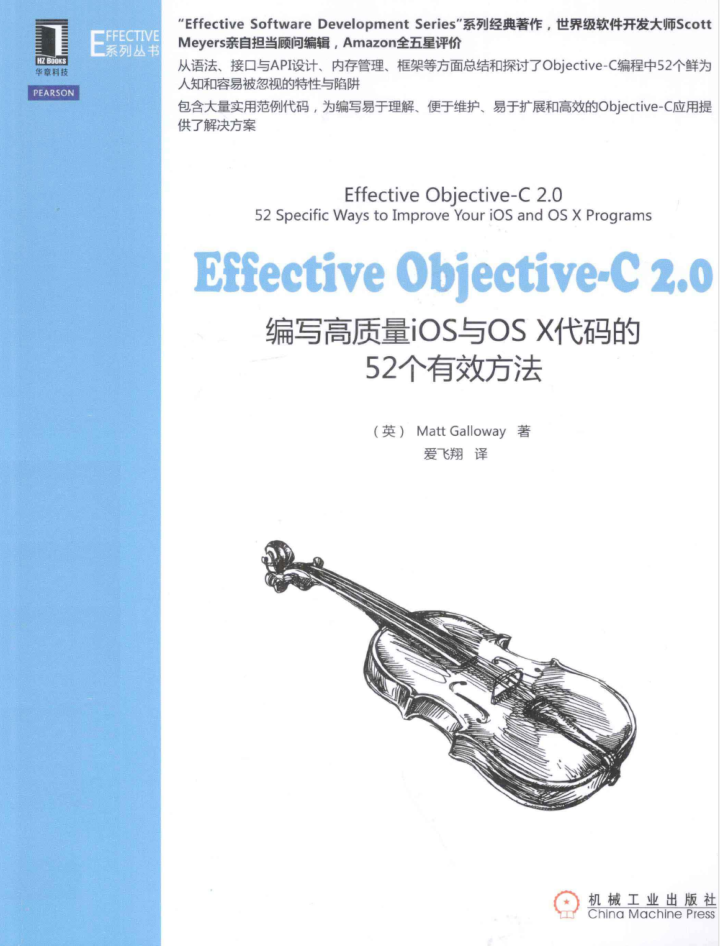 HZ Books
华章科技
PEARSON
EFFECTIVE
系列丛书
"Effective Software Development Series"系列经典著作，世界级软件开发大师Scott
Meyers亲自担当顾问编辑，Amazon全五星评价
从语法、接口与API设计、内存管理、框架等方面总结和探讨了Objective-C编程中52个鲜为
人知和容易被忽视的特性与陷阱
包含大量实用范例代码，为编写易于理解、便于维护、易于扩展和高效的Objective-C应用提
供了解决方案
Effective Objective-C 2.0
52 Specific Ways to Improve Your iOS and OS X Programs
Effective Objective-C 2.0
编写高质量iOS与OS X代码的
52个有效方法
（英） Matt Galloway 著
爱飞翔 译
机械工业出版社
China Machine Press